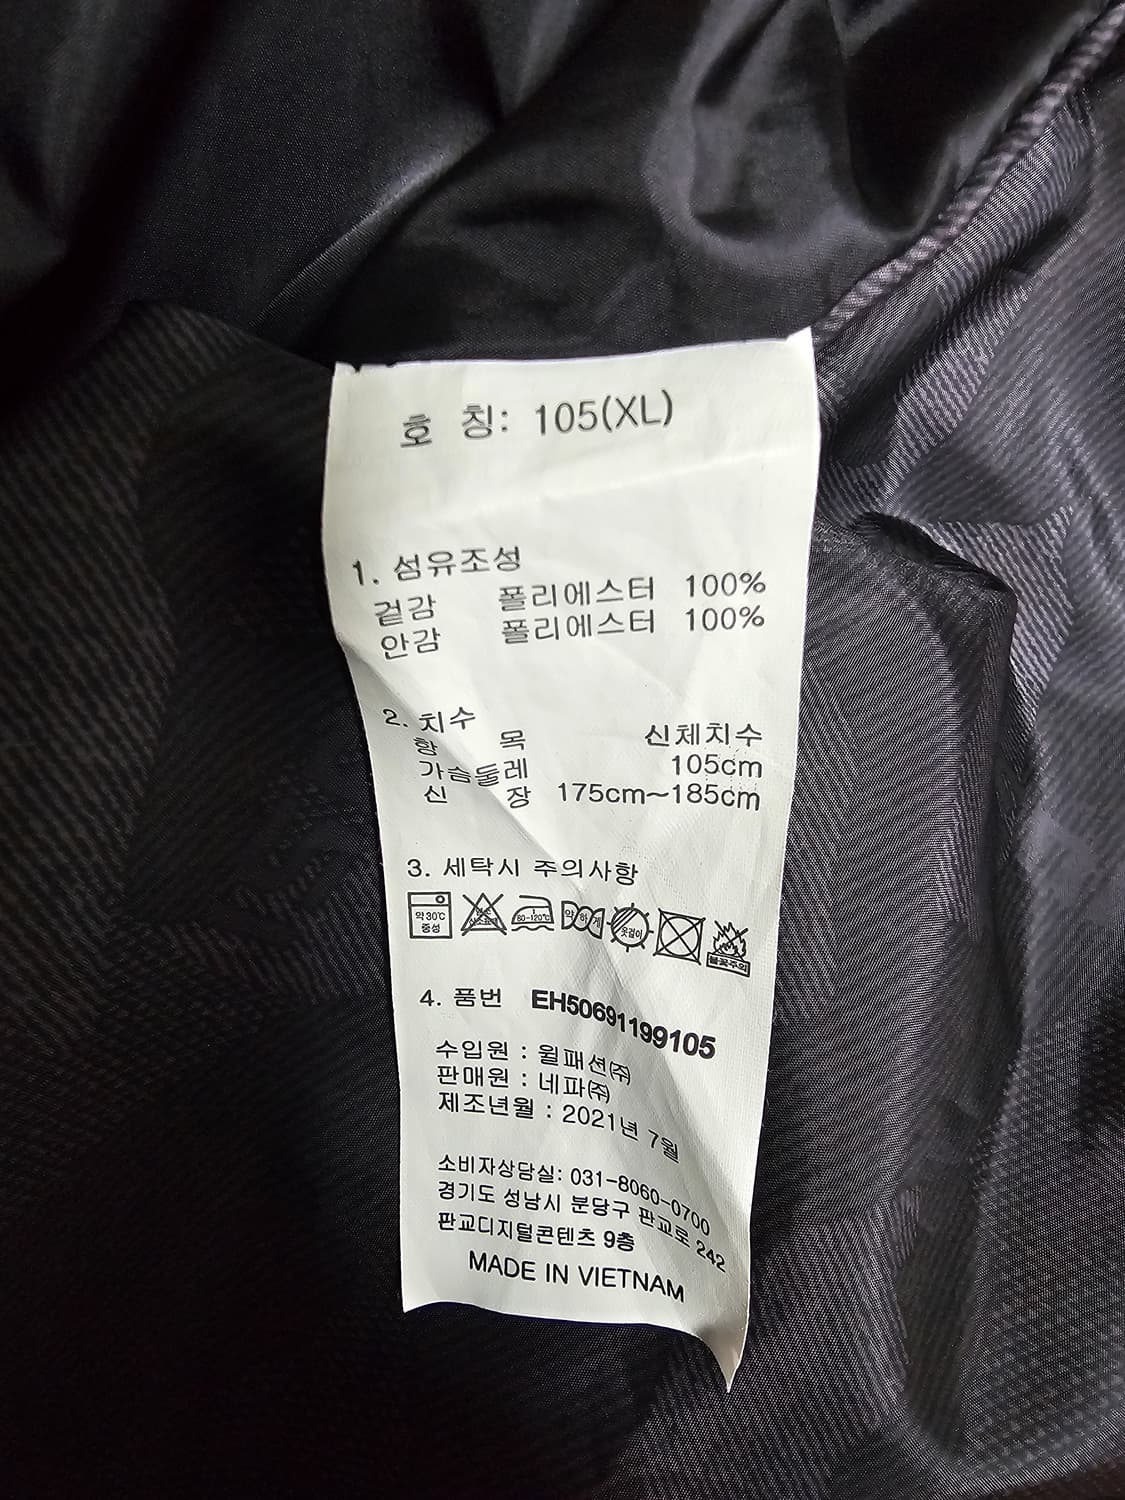 호 칭: 105(XL)
1. 섬유조성
겉감 폴리에스터 100%
안감 폴리에스터 100%
2. 치수
항 목 신체치수
가슴둘레 105cm
신 장 175cm~185cm
3. 세탁시 주의사항
약30℃
중성
염소
산소표백
80-120℃
약하게
옷걸이
불꽃주의
4. 품번 EH50691199105
수입원 : 윌패션㈜
판매원 : 네파㈜
제조년월 : 2021년 7월
소비자상담실: 031-8060-0700
경기도 성남시 분당구 판교로 242
판교디지털콘텐츠 9층
MADE IN VIETNAM